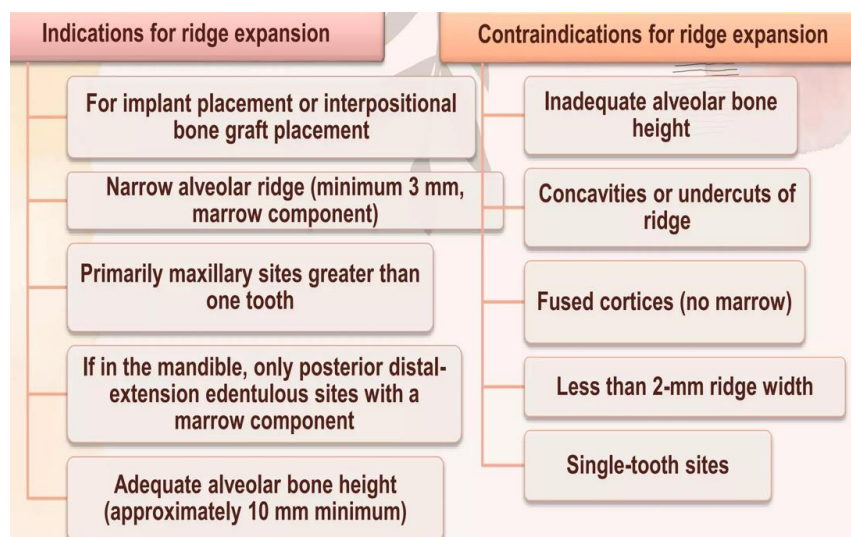 Indications for ridge expansion
For implant placement or interpositional
bone graft placement
Narrow alveolar ridge (minimum 3 mm,
marrow component)
Primarily maxillary sites greater than
one tooth
If in the mandible, only posterior distal-
extension edentulous sites with a
marrow component
Adequate alveolar bone height
(approximately 10 mm minimum)
Contraindications for ridge expansion
Inadequate alveolar bone
height
Concavities or undercuts of
ridge
Fused cortices (no marrow)
Less than 2-mm ridge width
Single-tooth sites